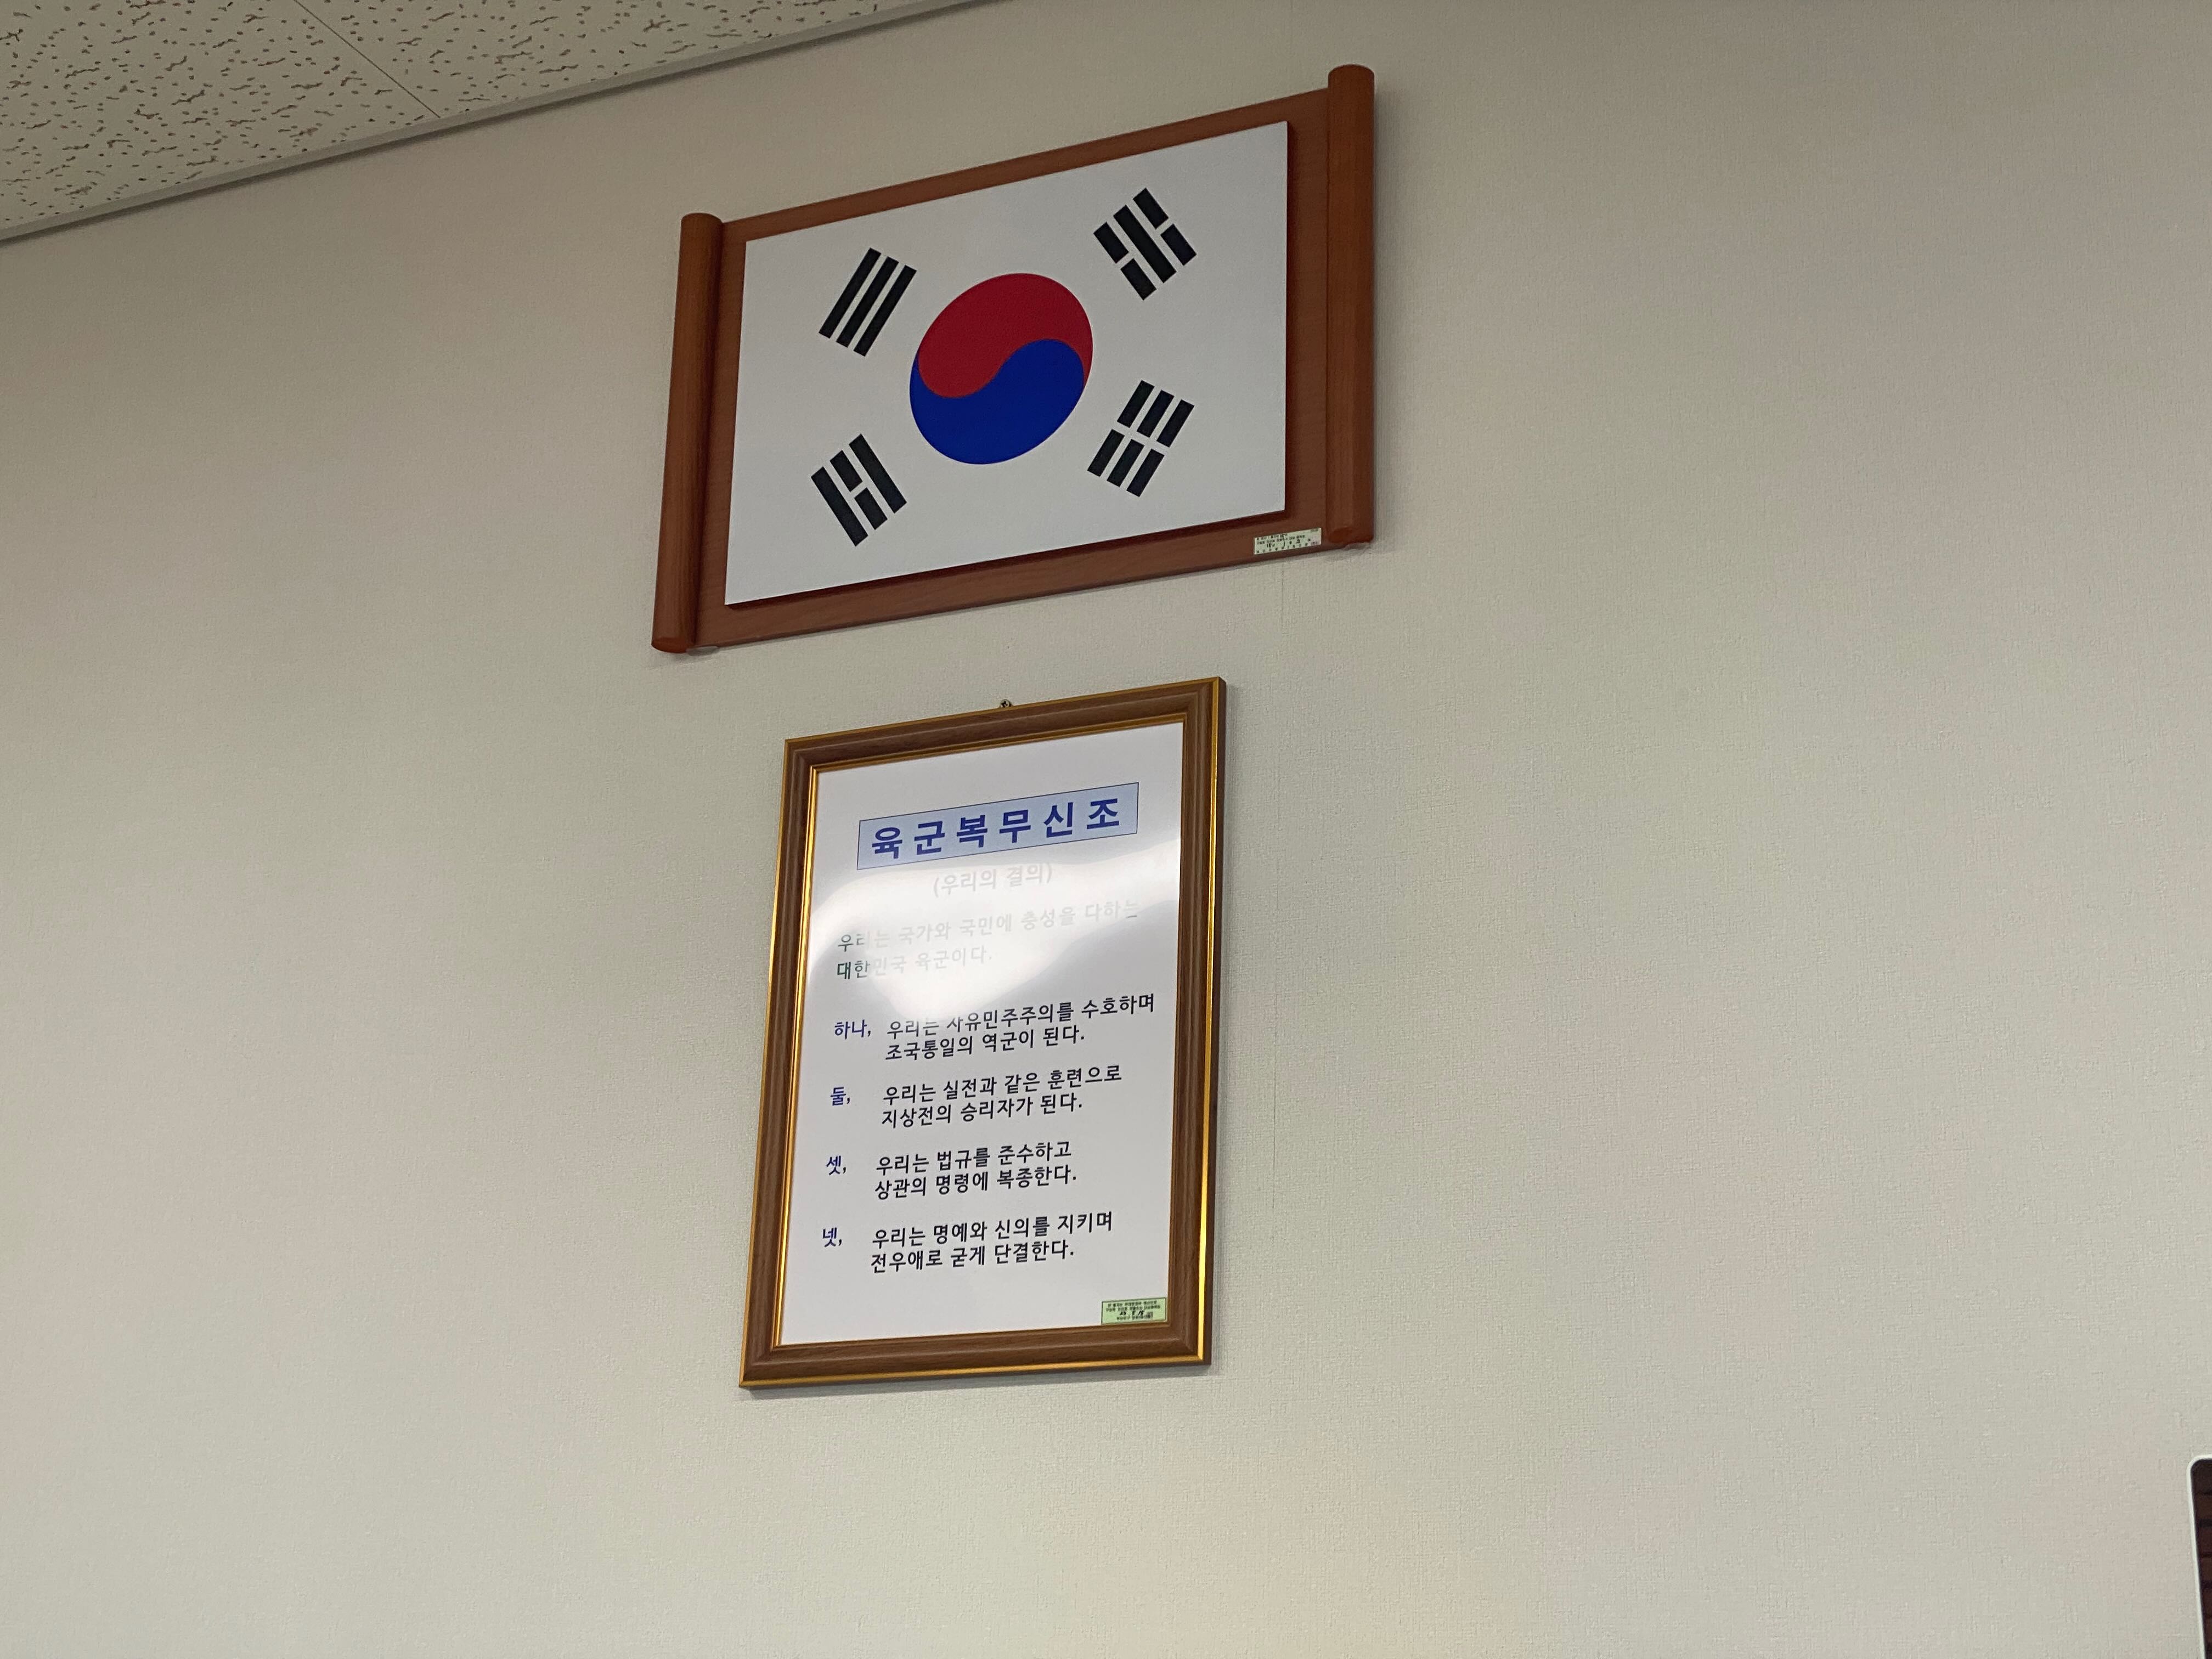 육군복무신조
(우리의 결의)
우리는 국가와 국민에 충성을 다하는
대한민국 육군이다.
하나, 우리는 자유민주주의를 수호하며
조국통일의 역군이 된다.
둘, 우리는 실전과 같은 훈련으로
지상전의 승리자가 된다.
셋, 우리는 법규를 준수하고
상관의 명령에 복종한다.
넷, 우리는 명예와 신의를 지키며
전우애로 굳게 단결한다.